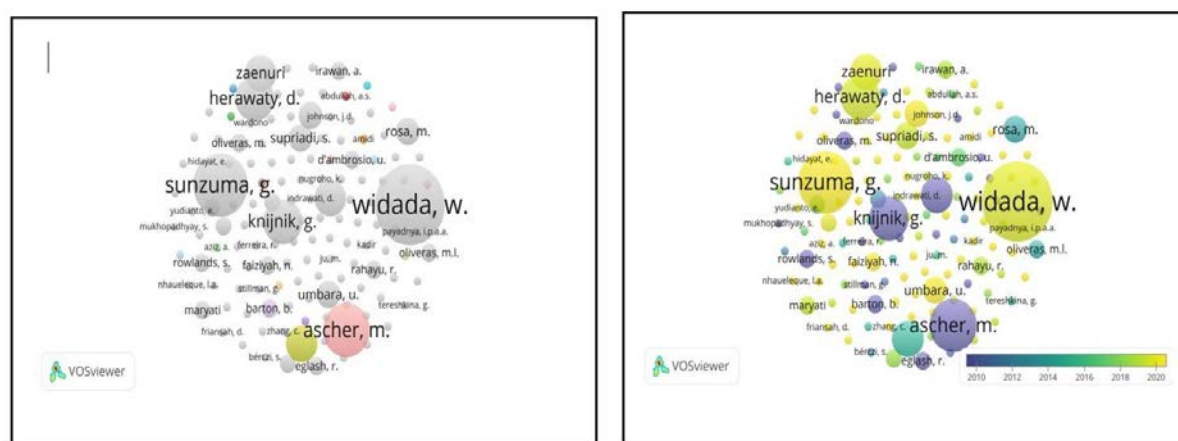 zaenuri
irawan, a.
herawaty, d.
abdullah, a.s.
johnson, j.d.
wardono
oliveras, m.
supriadi, s.
amidi
rosa, m.
hidayat, e.
d'ambrosio, u.
sunzuma, g.
nugroho, k.
indrawati, d.
widada, w.
yudianto, e.
mukhopadhyay, s.
knijnik, g.
aziz, a.
ferreira, r.
kadir
oliveras, m.l.
rowlands, s.
faiziyah, n.
ju, m.
rahayu, r.
nhaueleque, l.a.
stillman, g.
umbara, u.
maryati
barton, b.
tereshkina, g.
friansah, d.
zhang, c.
ascher, m.
bérczi, s.
eglash, r.
VOSviewer
zaenuri
irawan, a.
herawaty, d.
abdullah, a.s.
johnson, j.d.
wardono
oliveras, m.
supriadi, s.
amidi
rosa, m.
hidayat, e.
d'ambrosio, u.
sunzuma, g.
nugroho, k.
indrawati, d.
widada, w.
yudianto, e.
mukhopadhyay, s.
knijnik, g.
payadnya, i.p.a.a.
aziz, a.
ferreira, r.
kadir
oliveras, m.l.
rowlands, s.
faiziyah, n.
ju, m.
rahayu, r.
nhaueleque, l.a.
stillman, g.
umbara, u.
maryati
barton, b.
tereshkina, g.
friansah, d.
zhang, c.
ascher, m.
bérczi, s.
eglash, r.
VOSviewer
2010 2012 2014 2016 2018 2020